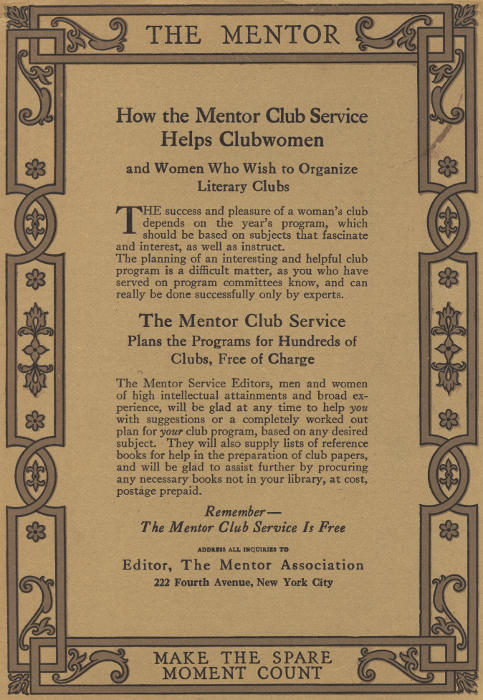 THE MENTOR
How the Mentor Club Service
Helps Clubwomen
and Women Who Wish to Organize
Literary Clubs
THE success and pleasure of a woman's club
depends on the year's program, which
should be based on subjects that fascinate
and interest, as well as instruct.
The planning of an interesting and helpful club
program is a difficult matter, as you who have
served on program committees know, and can
really be done successfully only by experts.
The Mentor Club Service
Plans the Programs for Hundreds of
Clubs, Free of Charge
The Mentor Service Editors, men and women
of high intellectual attainments and broad ex-
perience, will be glad at any time to help you
with suggestions or a completely worked out
plan for your club program, based on any desired
subject. They will also supply lists of reference
books for help in the preparation of club papers,
and will be glad to assist further by procuring
any necessary books not in your library, at cost,
postage prepaid.
Remember—
The Mentor Club Service Is Free
ADDRESS ALL INQUIRIES TO
Editor, The Mentor Association
222 Fourth Avenue, New York City
MAKE THE SPARE
MOMENT COUNT